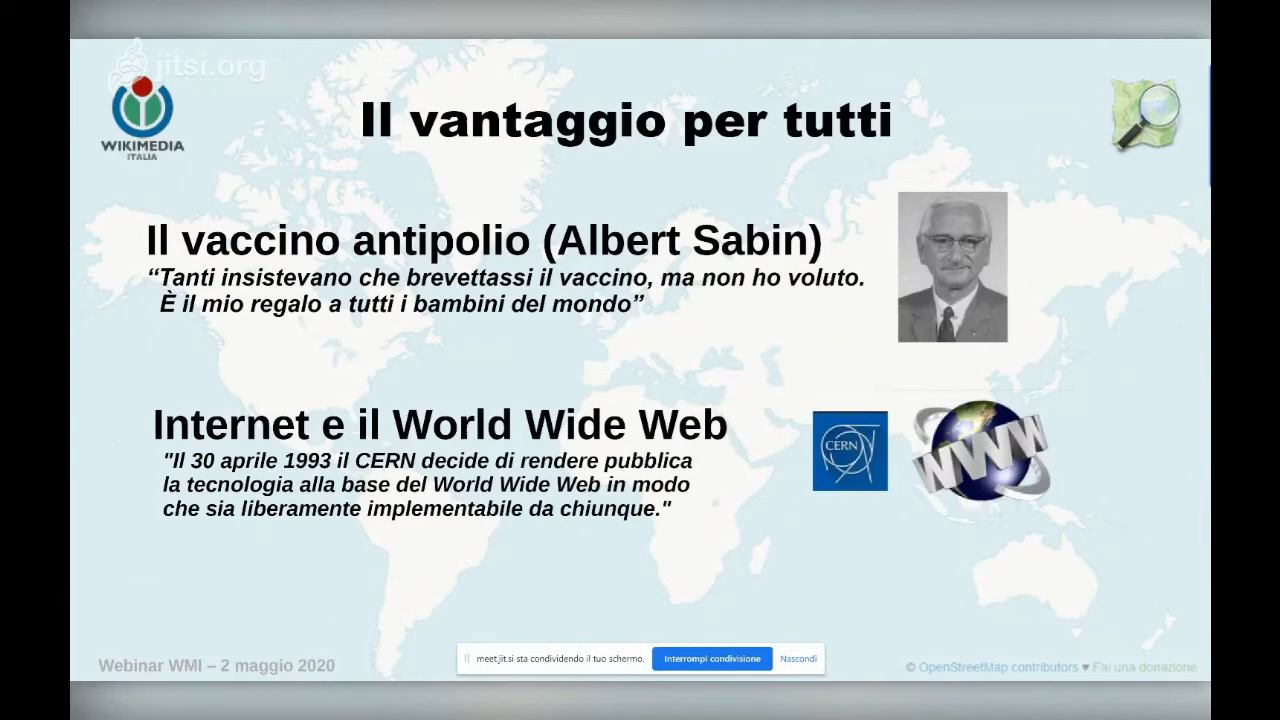 jitsi.org
WIKIMEDIA
ITALIA
Il vantaggio per tutti
Il vaccino antipolio (Albert Sabin)
“Tanti insistevano che brevettassi il vaccino, ma non ho voluto.
È il mio regalo a tutti i bambini del mondo”
Internet e il World Wide Web
"Il 30 aprile 1993 il CERN decide di rendere pubblica
la tecnologia alla base del World Wide Web in modo
che sia liberamente implementabile da chiunque."
CERN
WWW
Webinar WMI – 2 maggio 2020
meet.jit.si sta condividendo il tuo schermo. Interrompi condivisione Nascondi
© OpenStreetMap contributors ♥ Fai una donazione